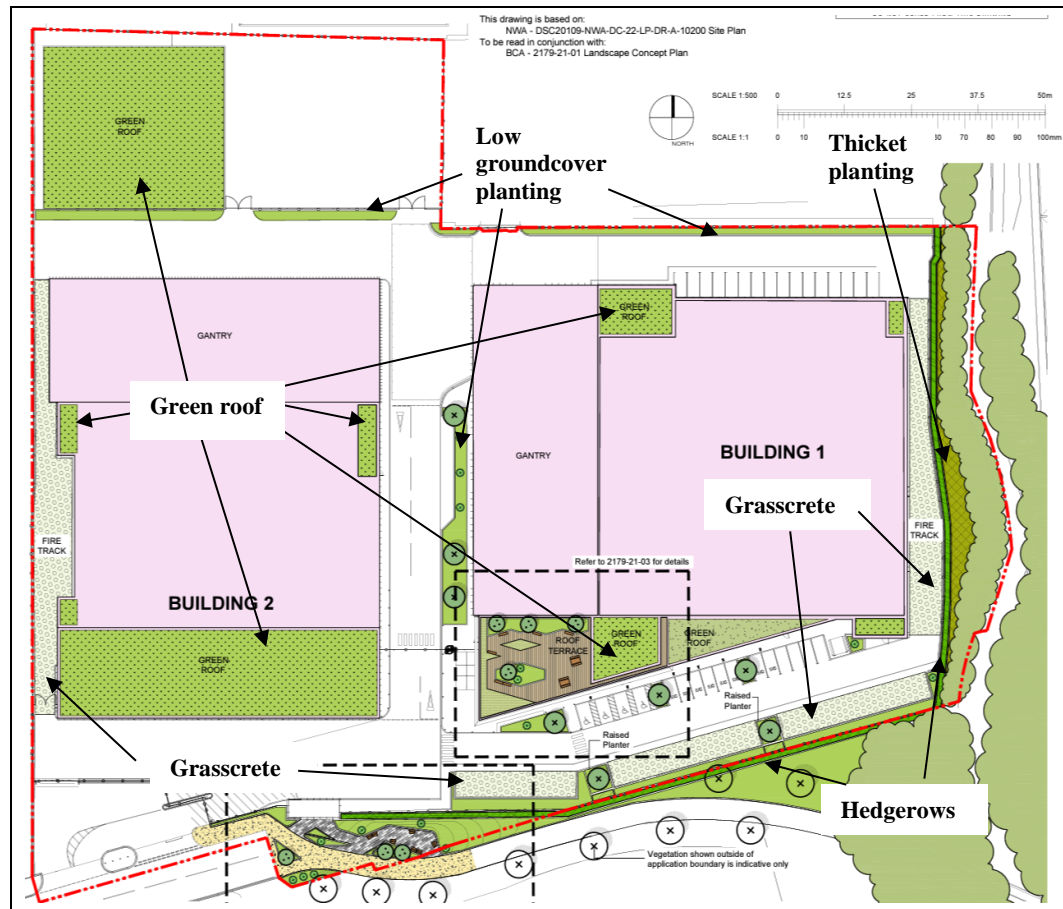 This drawing is based on:
NWA - DSC20109-NWA-DC-22-LP-DR-A-10200 Site Plan
To be read in conjunction with:
BCA - 2179-21-01 Landscape Concept Plan
SCALE 1:500 0 12.5 25 37.5 50m
SCALE 1:1 0 10 50 60 70 80 90 100mm
NORTH
GREEN
ROOF
Low
groundcover
planting
Thicket
planting
GANTRY
GREEN
ROOF
Green roof
GANTRY
BUILDING 1
Grasscrete
FIRE
TRACK
FIRE
TRACK
Refer to 2179-21-03 for details
BUILDING 2
GREEN
ROOF
ROOF
TERRACE
GREEN
ROOF
GREEN
ROOF
Raised
Planter
Raised
Planter
Grasscrete
Hedgerows
Vegetation shown outside of
application boundary is indicative only